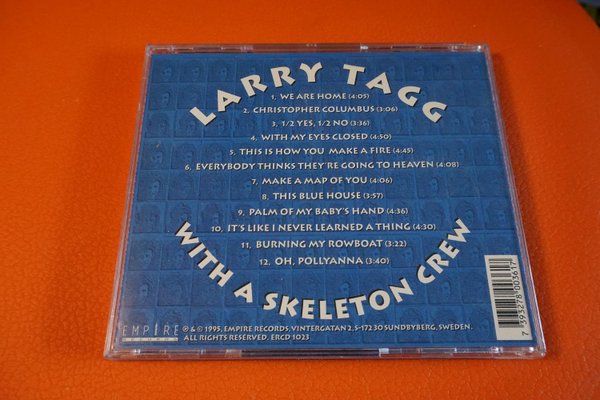 LARRY TAGG
1. WE ARE HOME (4:05)
2. CHRISTOPHER COLUMBUS (3:06)
3. 1/2 YES, 1/2 NO (3:36)
4. WITH MY EYES CLOSED (4:50)
5. THIS IS HOW YOU MAKE A FIRE (4:45)
6. EVERYBODY THINKS THEY'RE GOING TO HEAVEN (4:08)
7. MAKE A MAP OF YOU (4:06)
8. THIS BLUE HOUSE (3:57)
9. PALM OF MY BABY'S HAND (4:36)
10. IT'S LIKE I NEVER LEARNED A THING (4:30)
11. BURNING MY ROWBOAT (3:22)
12. OH, POLLYANNA (3:40)
WITH A SKELETON CREW
EMPIRE
RECORDS
℗ & © 1995, EMPIRE RECORDS, VINTERGATAN 2, S-172 30 SUNDBYBERG, SWEDEN.
ALL RIGHTS RESERVED, ERCD 1023
7 393278 003617